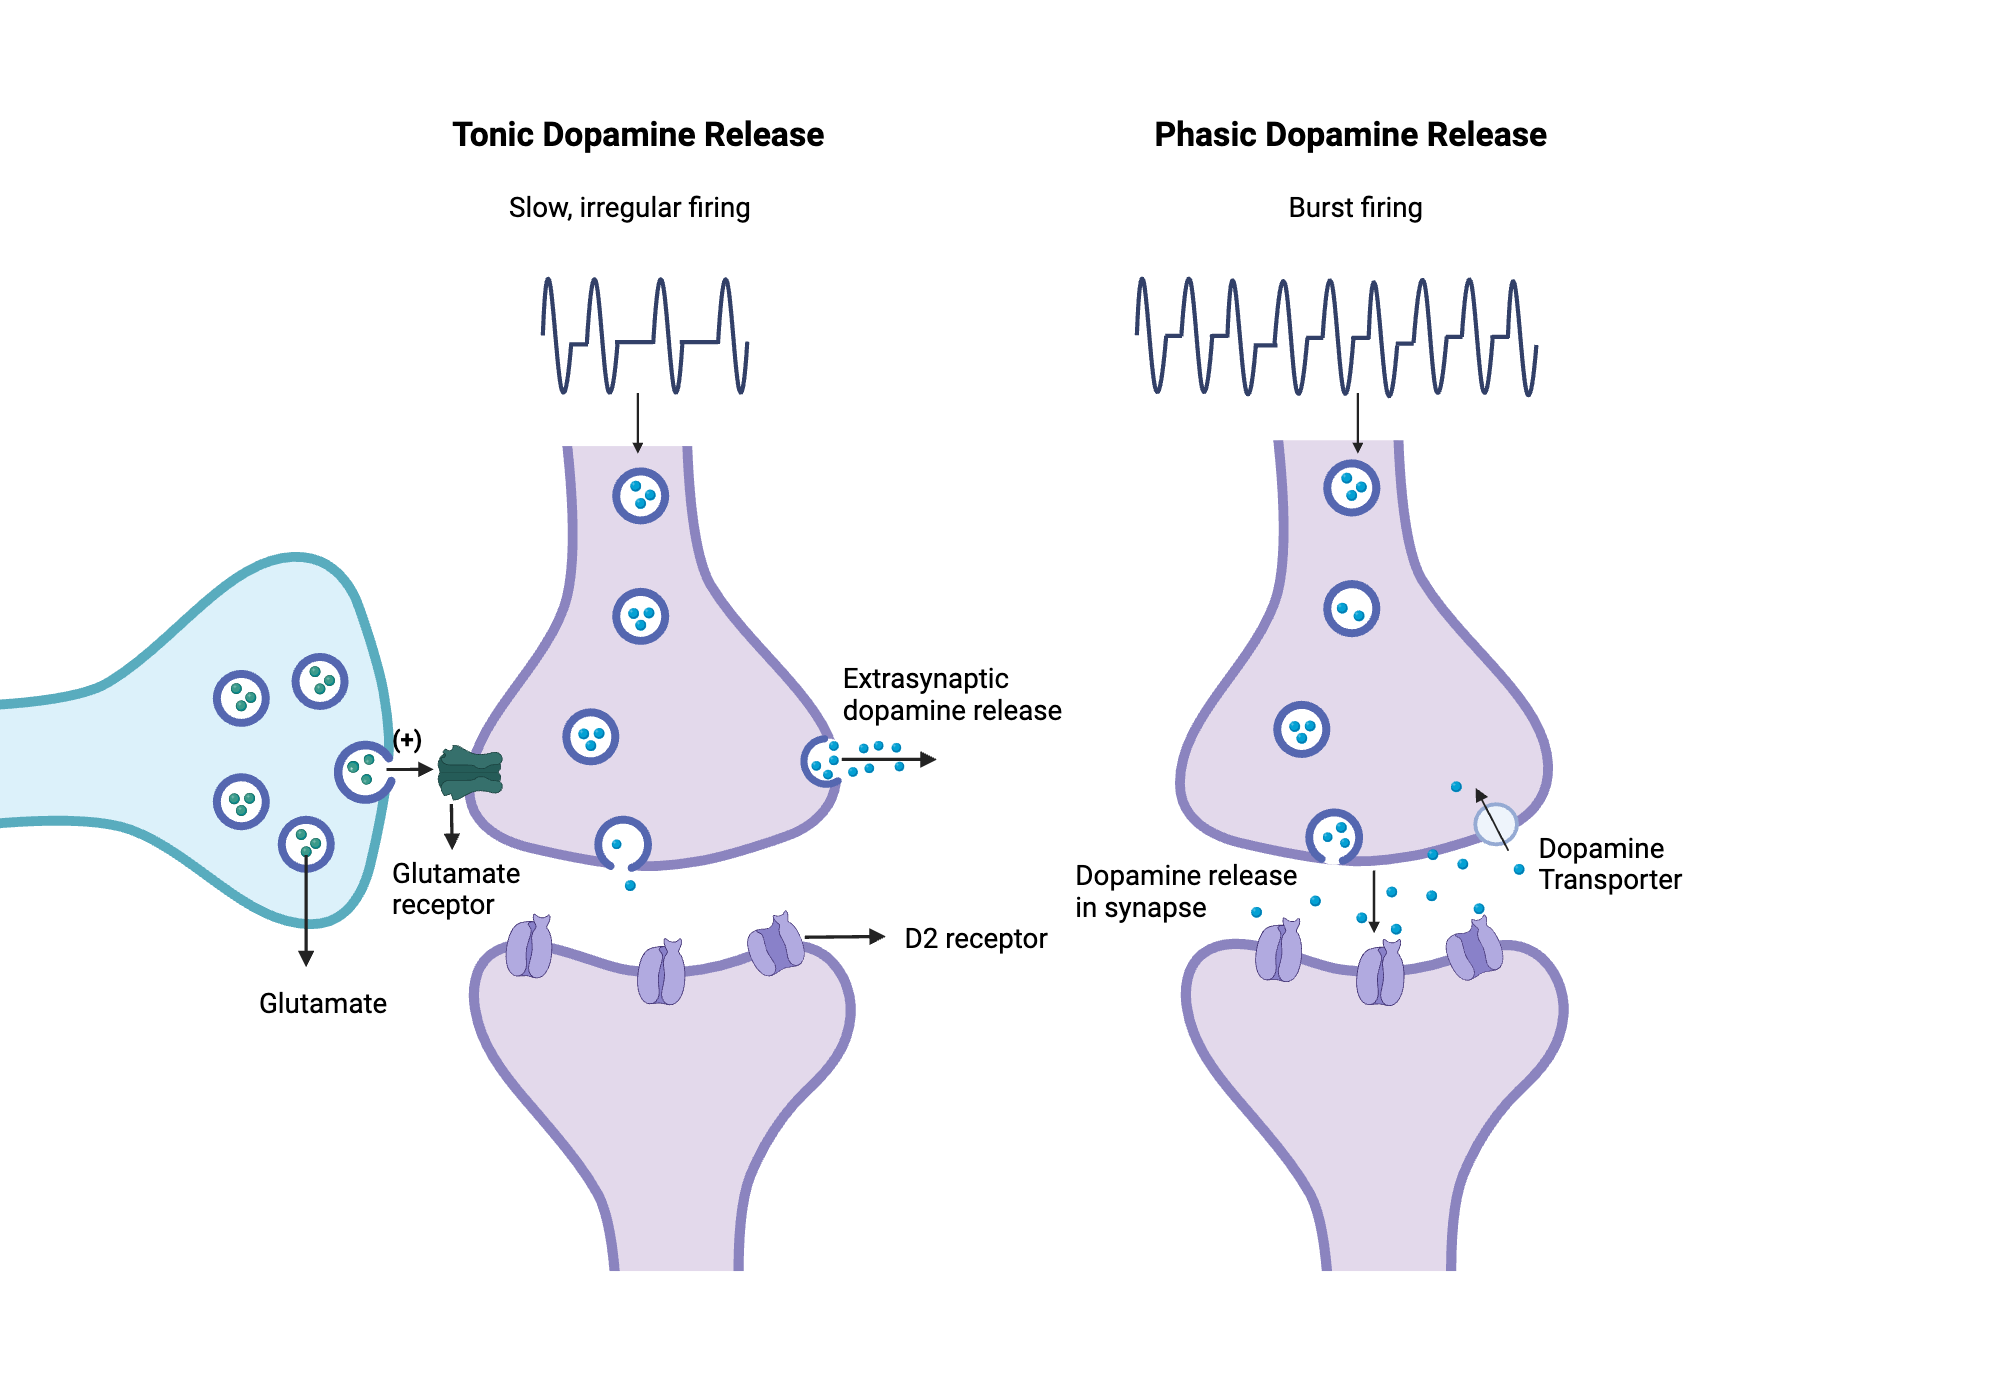 Tonic Dopamine Release
Slow, irregular firing
(+)
Glutamate
receptor
Glutamate
Extrasynaptic
dopamine release
D2 receptor
Phasic Dopamine Release
Burst firing
Dopamine release
in synapse
Dopamine
Transporter